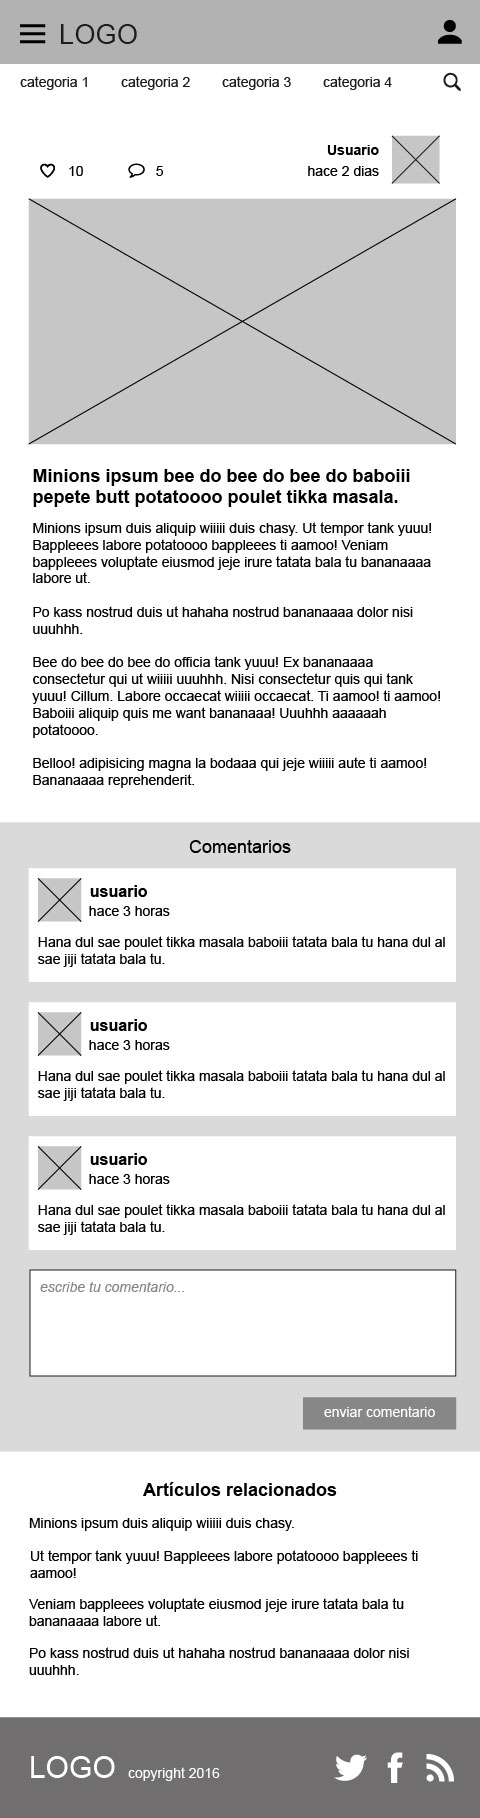 LOGO
categoria 1 categoria 2 categoria 3 categoria 4
Usuario
10 5 hace 2 dias
Minions ipsum bee do bee do bee do baboiii
pepete butt potatoooo poulet tikka masala.
Minions ipsum duis aliquip wiiiii duis chasy. Ut tempor tank yuuu!
Bappleees labore potatoooo bappleees ti aamoo! Veniam
bappleees voluptate eiusmod jeje irure tatata bala tu bananaaaa
labore ut.
Po kass nostrud duis ut hahaha nostrud bananaaaa dolor nisi
uuuhhh.
Bee do bee do bee do officia tank yuuu! Ex bananaaaa
consectetur qui ut wiiiii uuuhhh. Nisi consectetur quis qui tank
yuuu! Cillum. Labore occaecat wiiiii occaecat. Ti aamoo! ti aamoo!
Baboiii aliquip quis me want bananaaa! Uuuhhh aaaaaah
potatoooo.
Belloo! adipisicing magna la bodaaa qui jeje wiiiii aute ti aamoo!
Bananaaaa reprehenderit.
Comentarios
usuario
hace 3 horas
Hana dul sae poulet tikka masala baboiii tatata bala tu hana dul al
sae jiji tatata bala tu.
usuario
hace 3 horas
Hana dul sae poulet tikka masala baboiii tatata bala tu hana dul al
sae jiji tatata bala tu.
usuario
hace 3 horas
Hana dul sae poulet tikka masala baboiii tatata bala tu hana dul al
sae jiji tatata bala tu.
escribe tu comentario...
enviar comentario
Artículos relacionados
Minions ipsum duis aliquip wiiiii duis chasy.
Ut tempor tank yuuu! Bappleees labore potatoooo bappleees ti
aamoo!
Veniam bappleees voluptate eiusmod jeje irure tatata bala tu
bananaaaa labore ut.
Po kass nostrud duis ut hahaha nostrud bananaaaa dolor nisi
uuuhhh.
LOGO copyright 2016